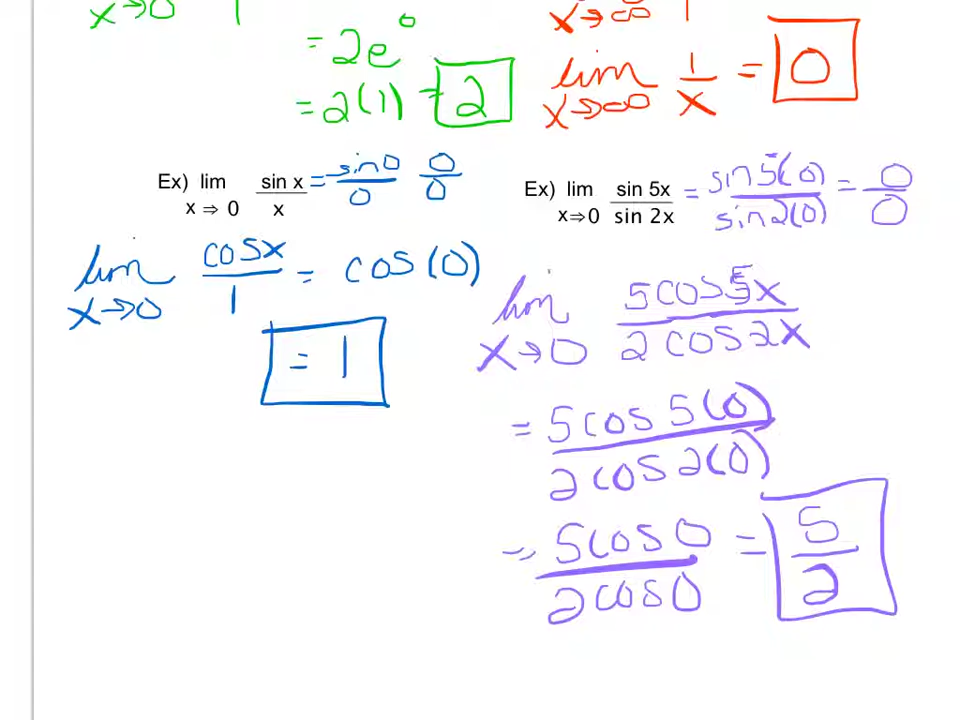 x→0 1
= 2e⁰
= 2(1) = 2
x→∞ 1
lim 1/x = 0
x→∞
Ex) lim sin x / x = sin 0 / 0 0/0
x ⇒ 0
lim cos x / 1 = cos(0)
x→0
= 1
Ex) lim sin 5x / sin 2x = sin 5(0) / sin 2(0) = 0/0
x⇒0
lim 5cos 5x / 2cos 2x
x→0
= 5cos 5(0) / 2cos 2(0)
= 5cos 0 / 2cos 0 = 5/2